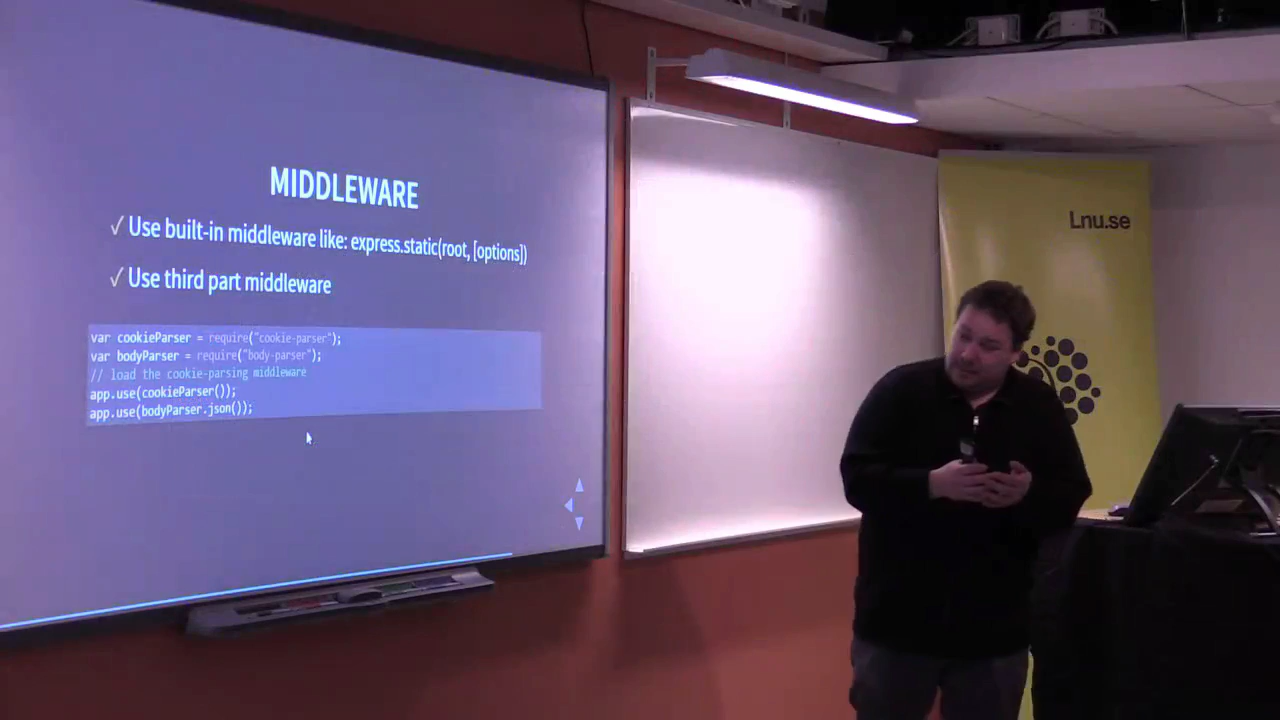 MIDDLEWARE
✓ Use built-in middleware like: express.static(root, [options])
✓ Use third part middleware
var cookieParser = require("cookie-parser");
var bodyParser = require("body-parser");
// load the cookie-parsing middleware
app.use(cookieParser());
app.use(bodyParser.json());
Lnu.se